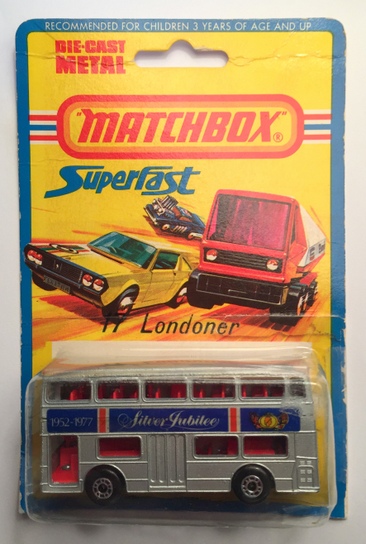 RECOMMENDED FOR CHILDREN 3 YEARS OF AGE AND UP
DIE-CAST
METAL
"MATCHBOX"®
Superfast
17 Londoner
1952-1977 Silver Jubilee